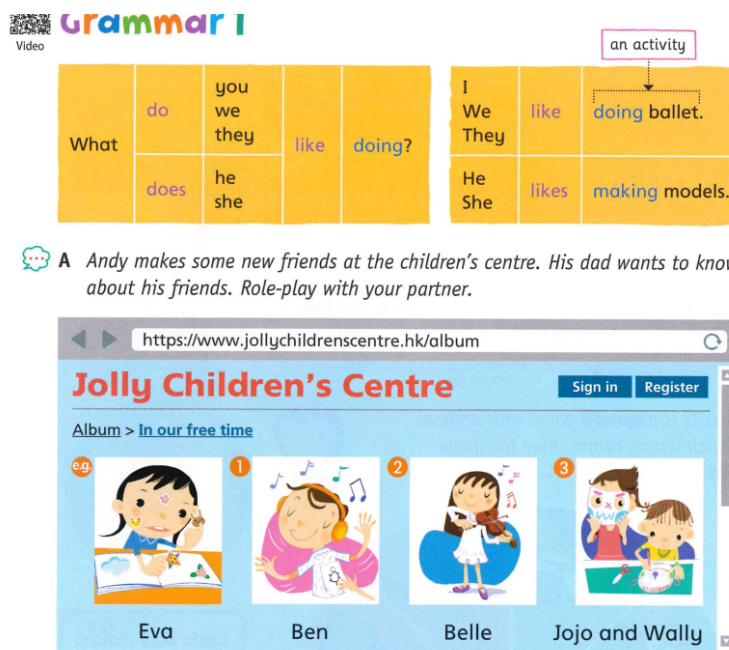 Grammar 1
Video
an activity
What
do
you
we
they
does
he
she
like
doing?
I
We
They
like
doing ballet.
He
She
likes
making models.
A Andy makes some new friends at the children's centre. His dad wants to know
about his friends. Role-play with your partner.
https://www.jollychildrenscentre.hk/album
Jolly Children's Centre
Sign in
Register
Album > In our free time
e.g.
1
2
3
Eva
Ben
Belle
Jojo and Wally